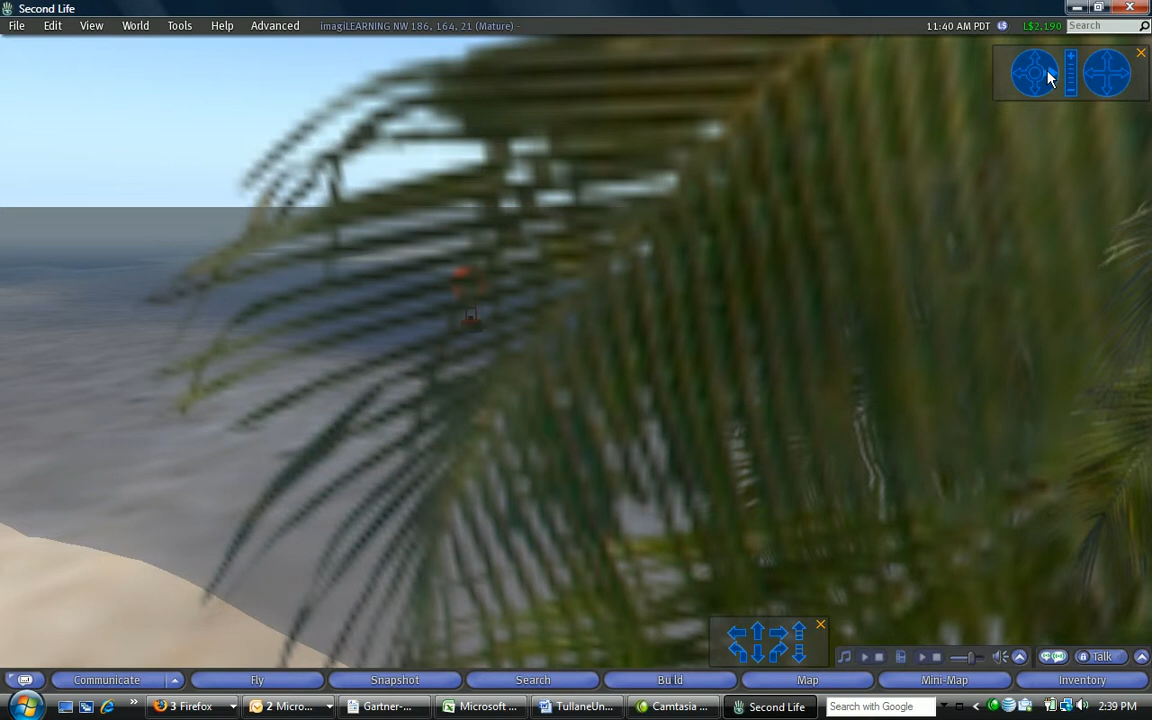 Second Life
File Edit View World Tools Help Advanced imagiLEARNING NW 186, 164, 21 (Mature) - 11:40 AM PDT L$ L$2,190 Search
Talk
Communicate Fly Snapshot Search Build Map Mini-Map Inventory
3 Firefox 2 Micro... Gartner-... Microsoft ... TullaneUn... Camtasia ... Second Life Search with Google 2:39 PM